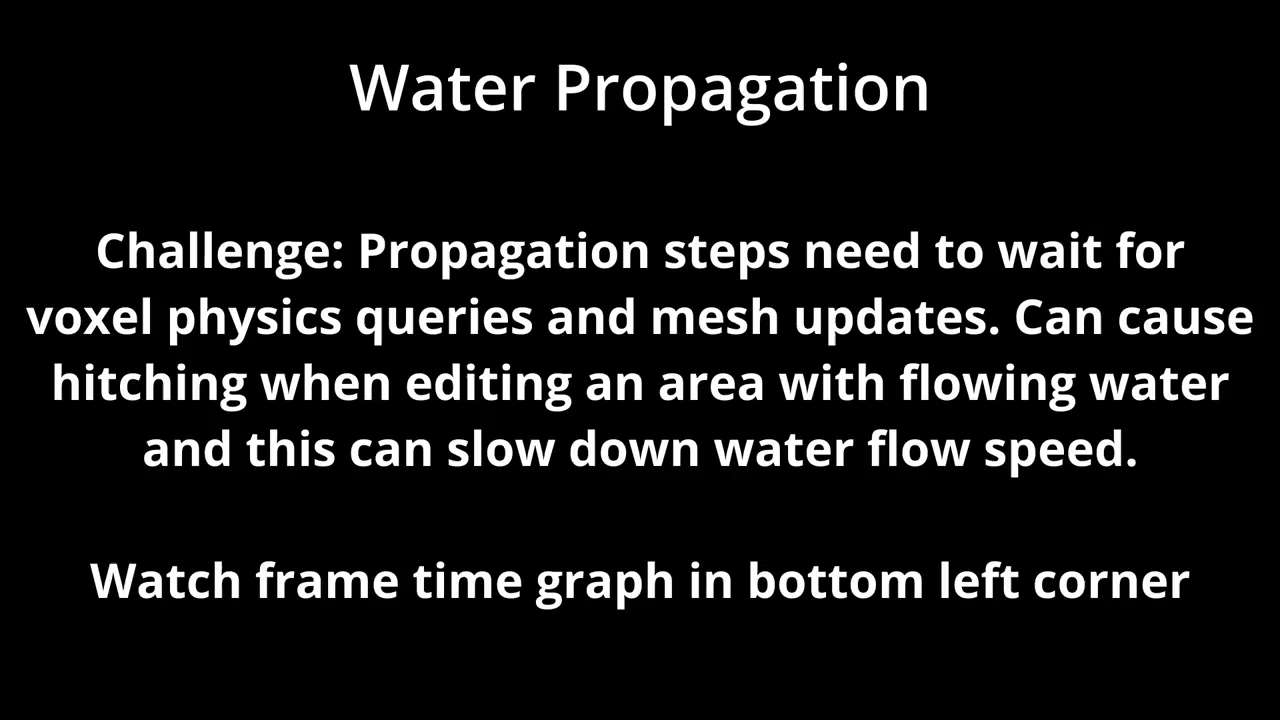 Water Propagation
Challenge: Propagation steps need to wait for
voxel physics queries and mesh updates. Can cause
hitching when editing an area with flowing water
and this can slow down water flow speed.
Watch frame time graph in bottom left corner